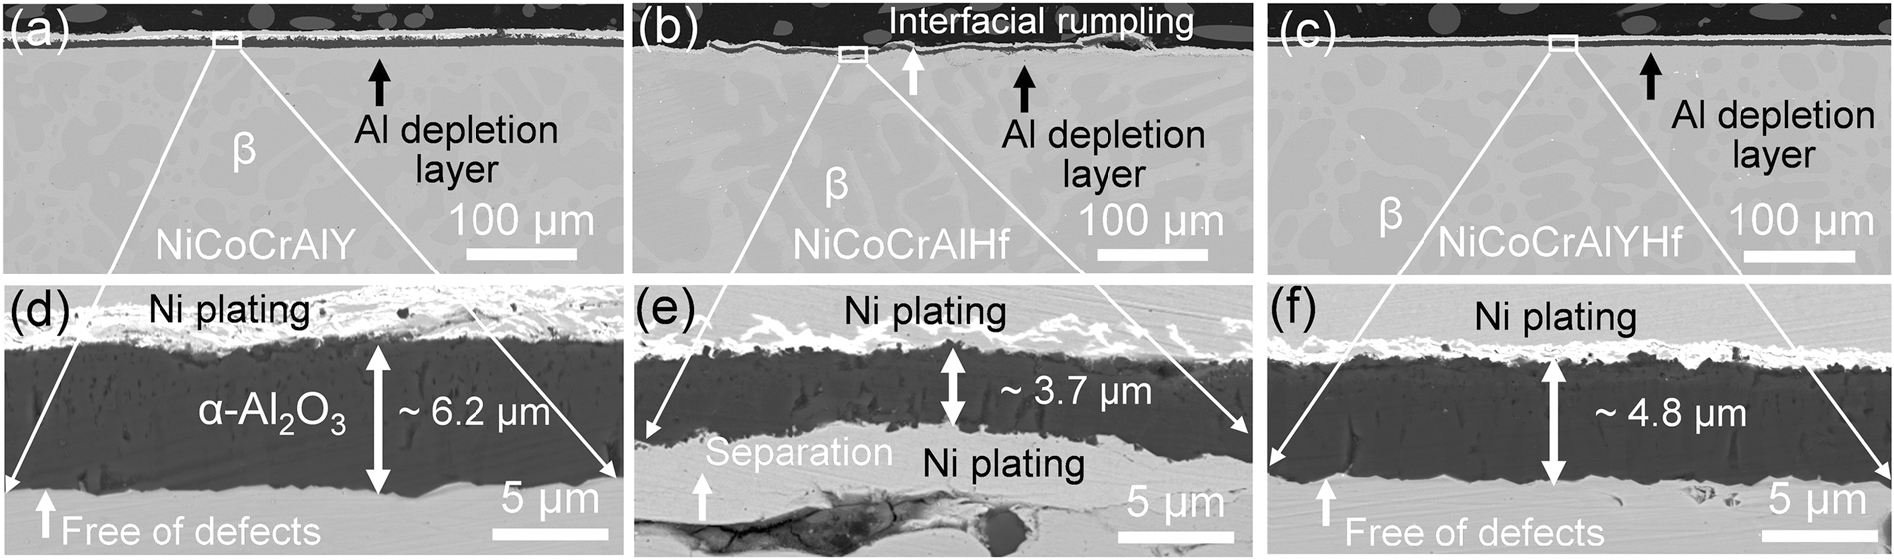 (a)
Al depletion
layer
β
100 µm
NiCoCrAlY
(b)
Interfacial rumpling
Al depletion
layer
β
100 µm
NiCoCrAlHf
(c)
Al depletion
layer
β
100 µm
NiCoCrAlYHf
(d)
Ni plating
α-Al₂O₃
~ 6.2 µm
5 µm
Free of defects
(e)
Ni plating
~ 3.7 µm
Separation
Ni plating
5 µm
(f)
Ni plating
~ 4.8 µm
5 µm
Free of defects